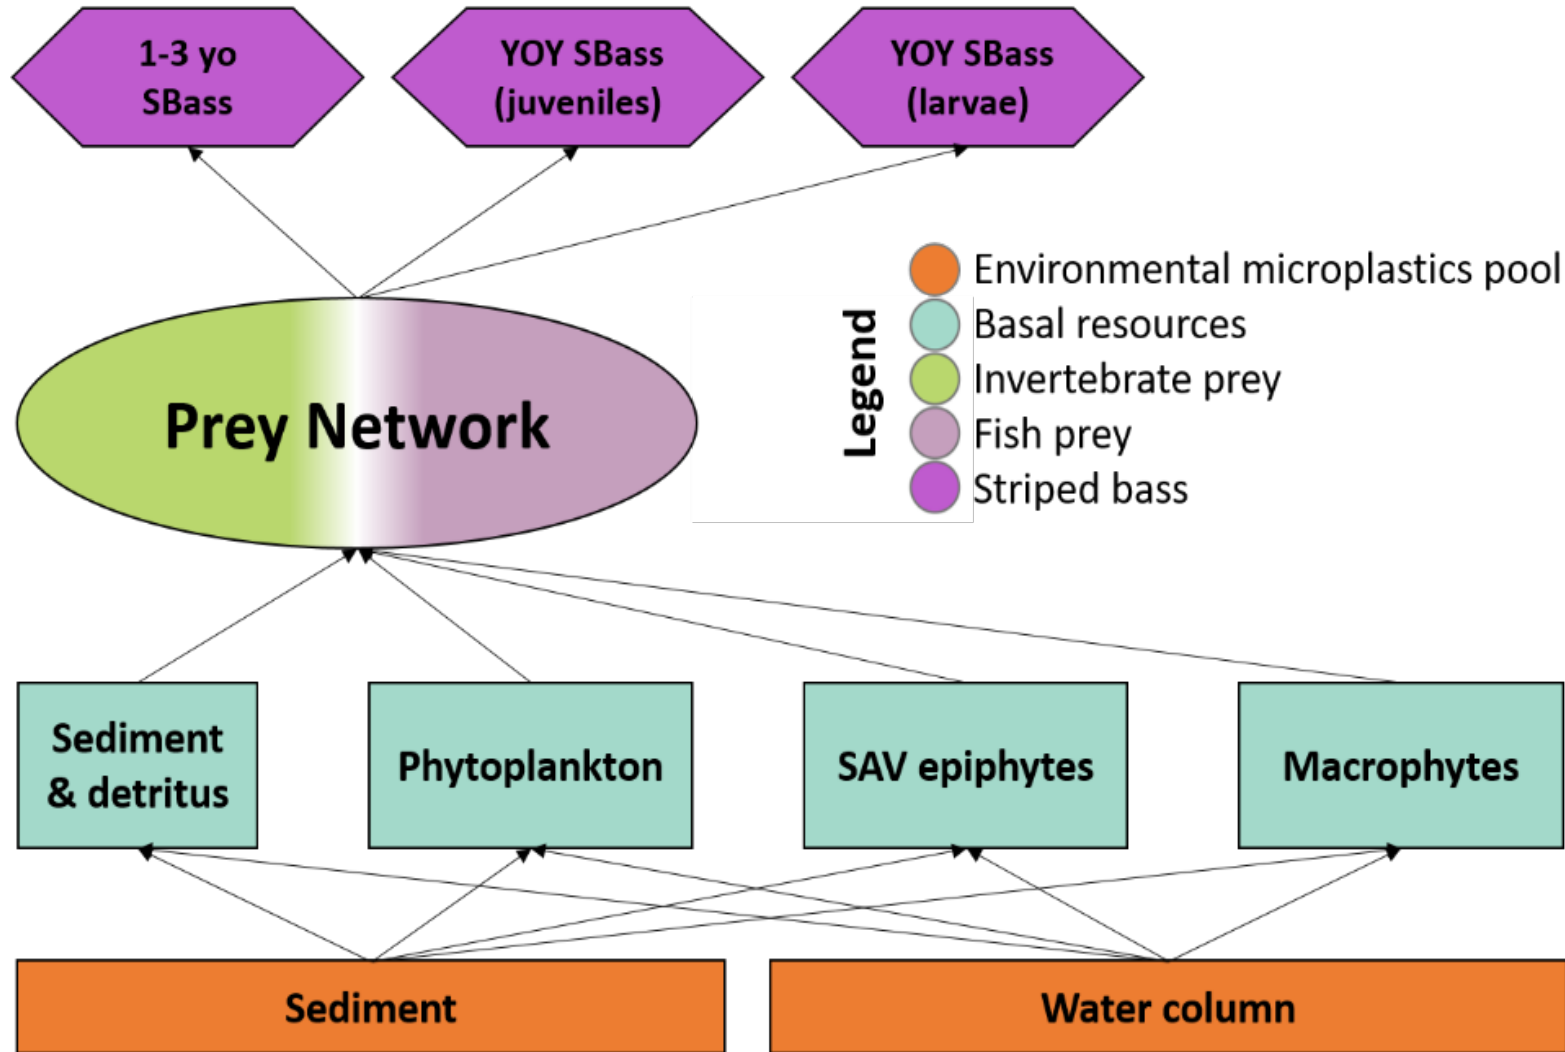 1-3 yo
SBass
YOY SBass
(juveniles)
YOY SBass
(larvae)
Legend
Environmental microplastics pool
Basal resources
Invertebrate prey
Fish prey
Striped bass
Prey Network
Sediment
& detritus
Phytoplankton
SAV epiphytes
Macrophytes
Sediment
Water column